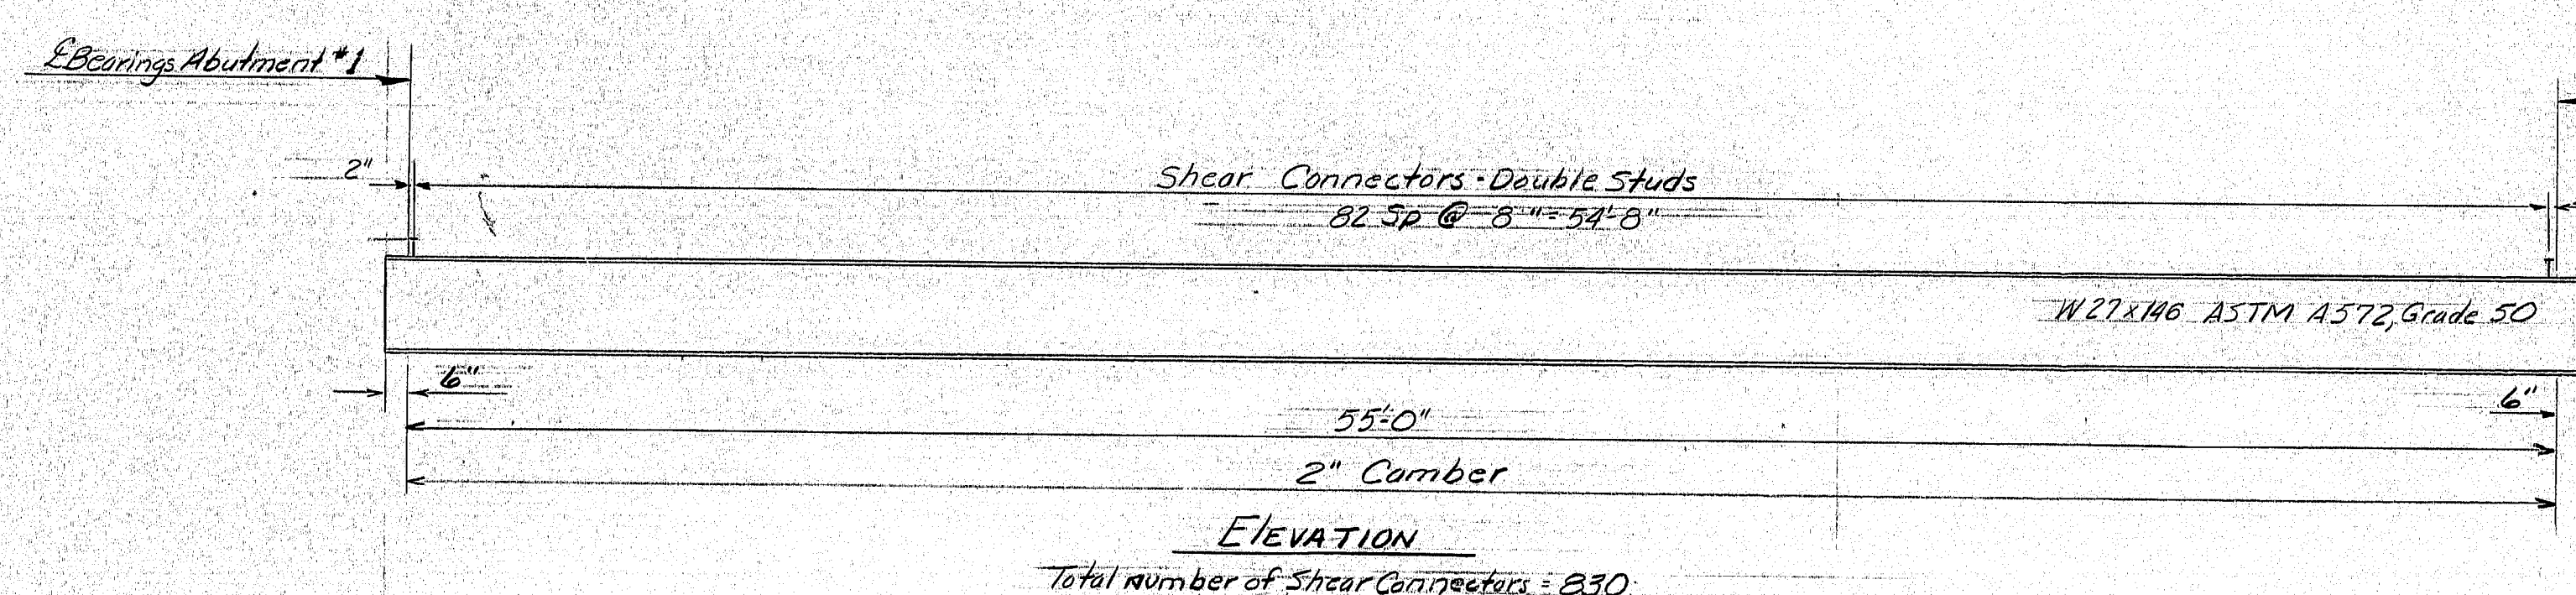 ℄ Bearings Abutment #1
2"
Shear Connectors - Double Studs
82 Sp @ 8" = 54'-8"
W27x146 ASTM A572, Grade 50
6"
6"
55'-0"
2" Camber
ELEVATION
Total number of Shear Connectors = 830